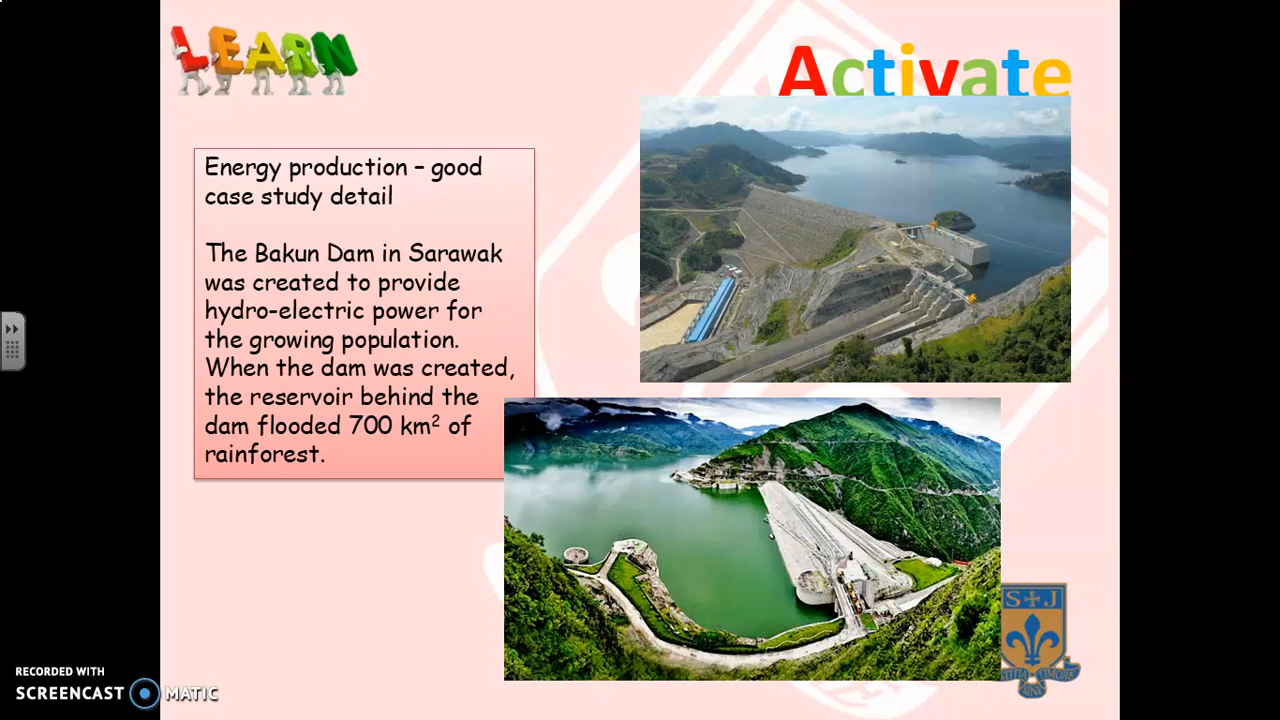 LEARN
Activate
Energy production – good
case study detail
The Bakun Dam in Sarawak
was created to provide
hydro-electric power for
the growing population.
When the dam was created,
the reservoir behind the
dam flooded 700 km² of
rainforest.
S J
RECORDED WITH
SCREENCAST MATIC